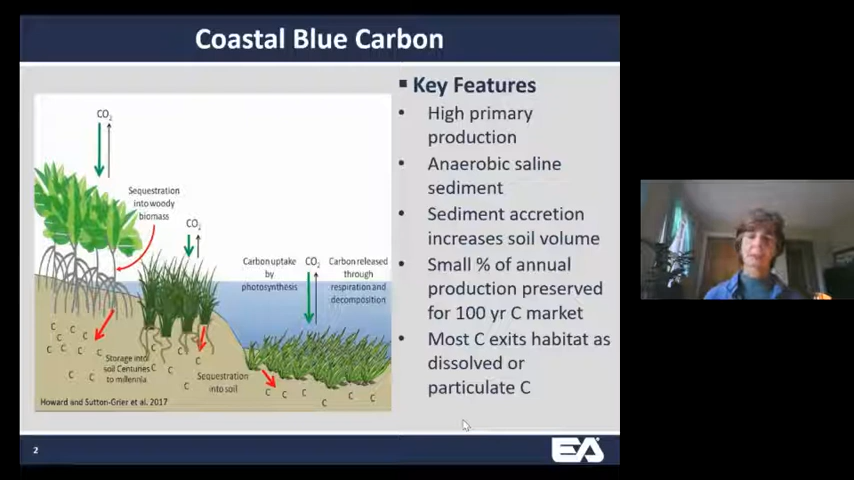 Coastal Blue Carbon
CO2
Sequestration
into woody
biomass
CO2
Carbon uptake
by
photosynthesis
CO2
Carbon released
through
respiration and
decomposition
C C C
C C C C
C C
Storage into
soil Centuries
to millennia
C C C C
C
Sequestration
into soil
C C C C C C
Howard and Sutton-Grier et al. 2017
▪ Key Features
• High primary
production
• Anaerobic saline
sediment
• Sediment accretion
increases soil volume
• Small % of annual
production preserved
for 100 yr C market
• Most C exits habitat as
dissolved or
particulate C
2
EA